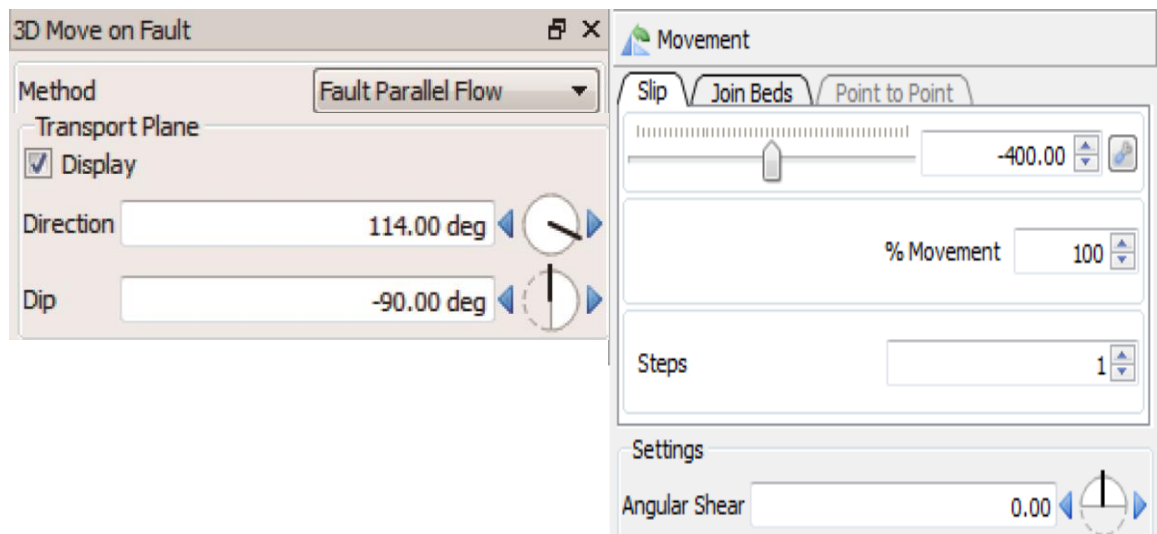 3D Move on Fault
Method Fault Parallel Flow
Transport Plane
Display
Direction 114.00 deg
Dip -90.00 deg
Movement
Slip Join Beds Point to Point
-400.00
% Movement 100
Steps 1
Settings
Angular Shear 0.00